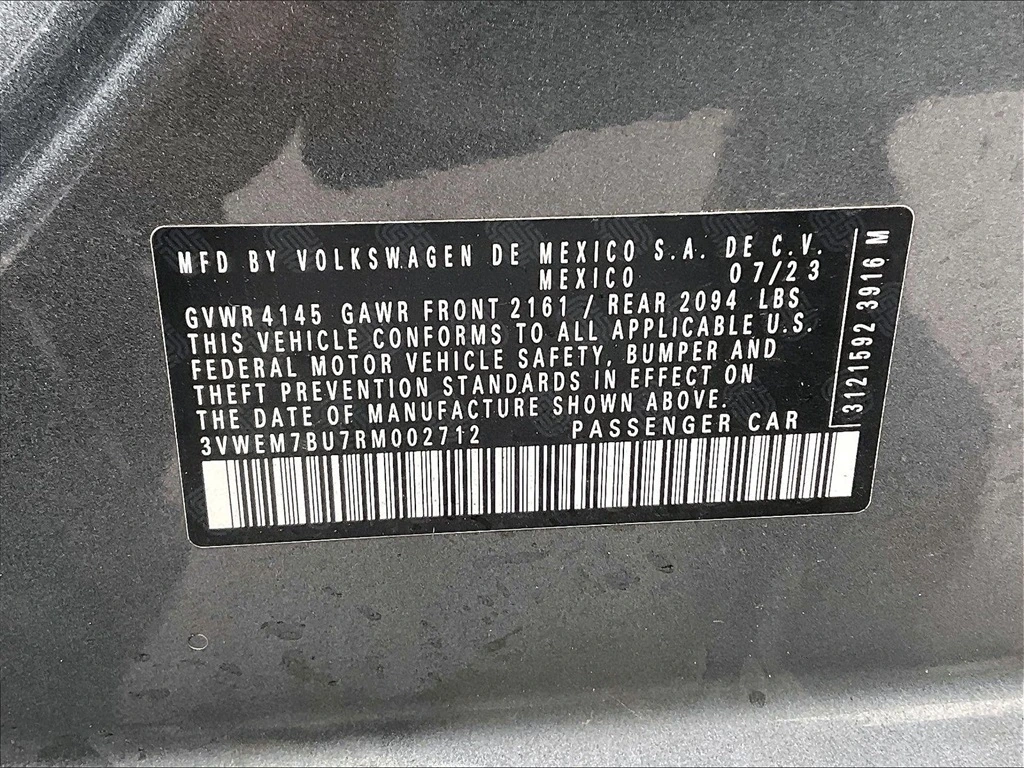 MFD BY VOLKSWAGEN DE MEXICO S.A. DE C.V.
MEXICO 07/23
GVWR 4145 GAWR FRONT 2161 / REAR 2094 LBS
THIS VEHICLE CONFORMS TO ALL APPLICABLE U.S.
FEDERAL MOTOR VEHICLE SAFETY, BUMPER AND
THEFT PREVENTION STANDARDS IN EFFECT ON
THE DATE OF MANUFACTURE SHOWN ABOVE.
3VWEM7BU7RM002712 PASSENGER CAR
3121592 3916 M